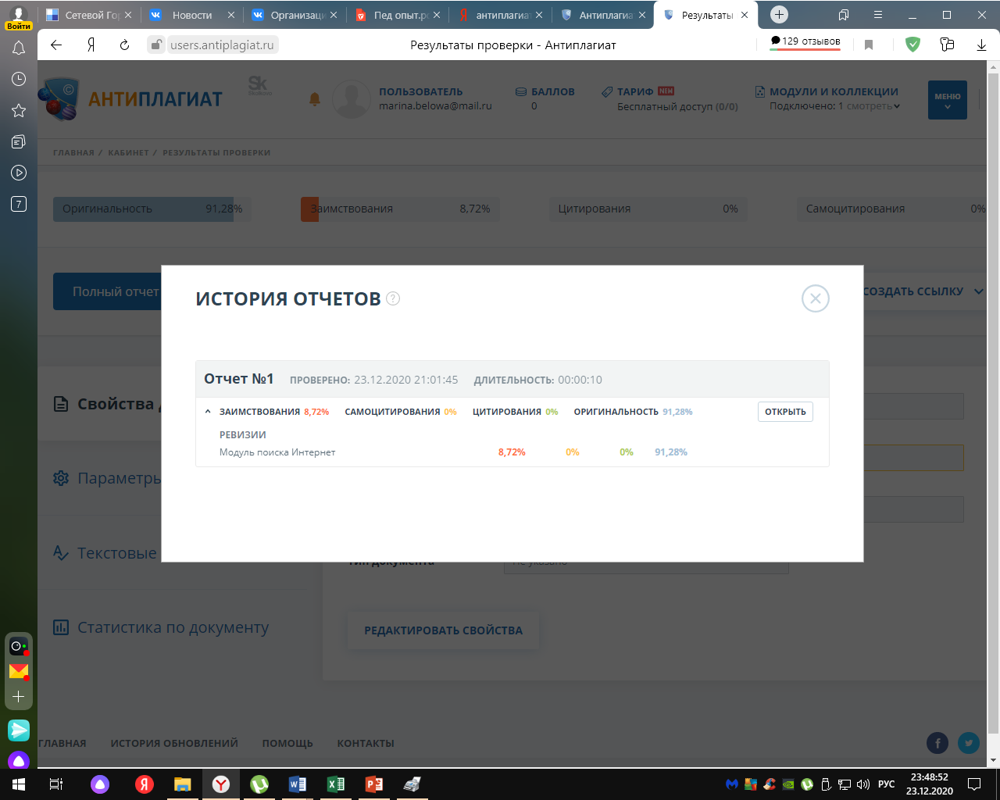 Войти
Сетевой Гор
Новости
Организаци
Пед опыт.pd
антиплагиат
Антиплагиа
Результаты
users.antiplagiat.ru
Результаты проверки - Антиплагиат
129 отзывов
7
АНТИПЛАГИАТ
Sk
ПОЛЬЗОВАТЕЛЬ
marina.belowa@mail.ru
БАЛЛОВ
0
ТАРИФ NEW
Бесплатный доступ (0/0)
МОДУЛИ И КОЛЛЕКЦИИ
Подключено: 1 смотреть
МЕНЮ
ГЛАВНАЯ / КАБИНЕТ / РЕЗУЛЬТАТЫ ПРОВЕРКИ
Оригинальность 91,28%
Заимствования 8,72%
Цитирования 0%
Самоцитирования 0%
Полный отчет
СОЗДАТЬ ССЫЛКУ
ИСТОРИЯ ОТЧЕТОВ ?
Отчет №1 ПРОВЕРЕНО: 23.12.2020 21:01:45 ДЛИТЕЛЬНОСТЬ: 00:00:10
ЗАИМСТВОВАНИЯ 8,72% САМОЦИТИРОВАНИЯ 0% ЦИТИРОВАНИЯ 0% ОРИГИНАЛЬНОСТЬ 91,28% ОТКРЫТЬ
РЕВИЗИИ
Модуль поиска Интернет 8,72% 0% 0% 91,28%
Свойства д
Параметры
Текстовые
Статистика по документу
Тип документа Не указано
РЕДАКТИРОВАТЬ СВОЙСТВА
ГЛАВНАЯ ИСТОРИЯ ОБНОВЛЕНИЙ ПОМОЩЬ КОНТАКТЫ
РУС
23:48:52
23.12.2020